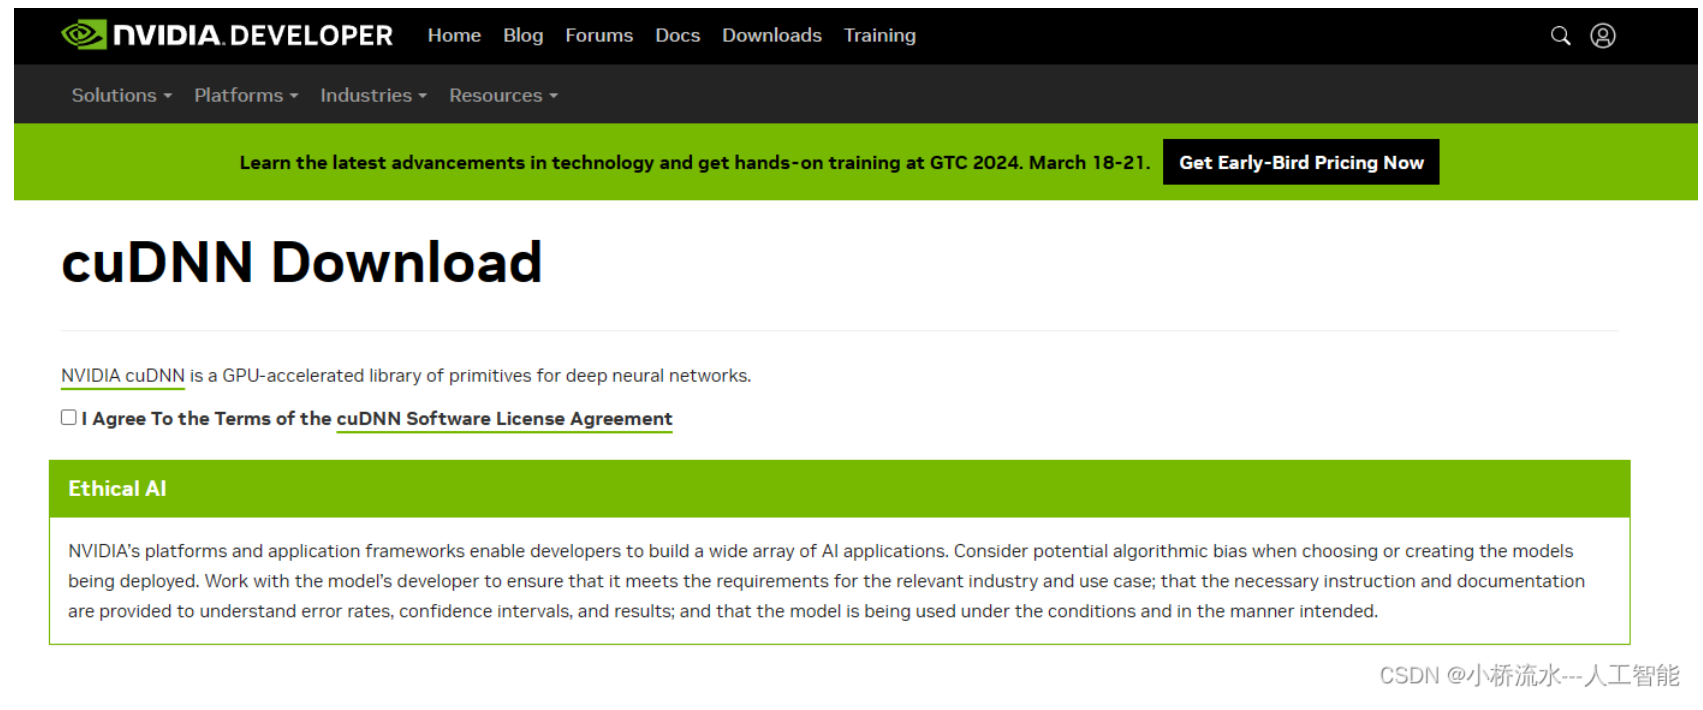 NVIDIA. DEVELOPER Home Blog Forums Docs Downloads Training
Solutions Platforms Industries Resources
Learn the latest advancements in technology and get hands-on training at GTC 2024. March 18-21. Get Early-Bird Pricing Now
cuDNN Download
NVIDIA cuDNN is a GPU-accelerated library of primitives for deep neural networks.
I Agree To the Terms of the cuDNN Software License Agreement
Ethical AI
NVIDIA's platforms and application frameworks enable developers to build a wide array of AI applications. Consider potential algorithmic bias when choosing or creating the models
being deployed. Work with the model's developer to ensure that it meets the requirements for the relevant industry and use case; that the necessary instruction and documentation
are provided to understand error rates, confidence intervals, and results; and that the model is being used under the conditions and in the manner intended.
CSDN @小桥流水---人工智能